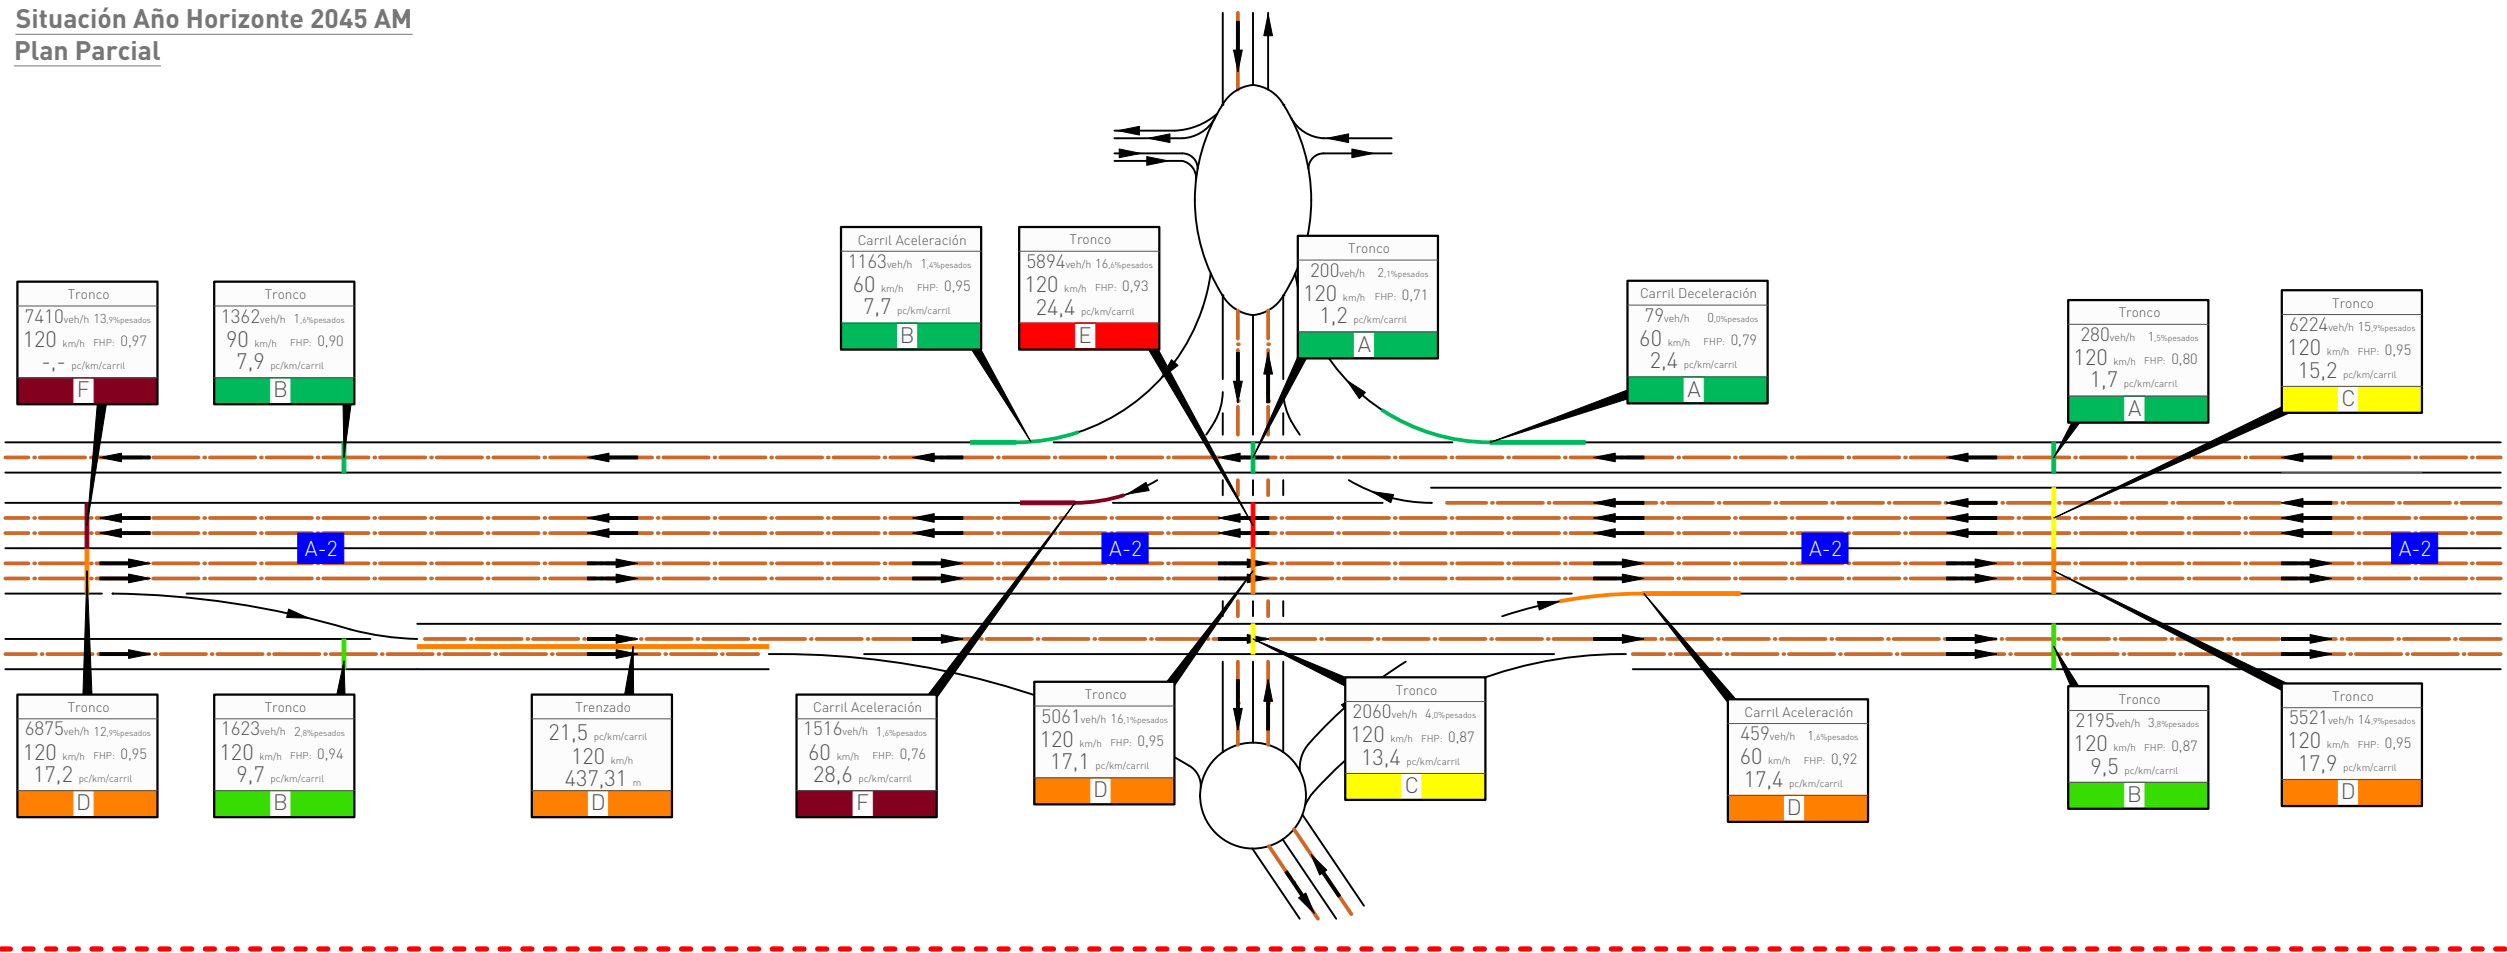 Situación Año Horizonte 2045 AM
Plan Parcial
Carril Aceleración
1163veh/h 1,4%pesados
60 km/h FHP: 0,95
7,7 pc/km/carril
B
Tronco
5894veh/h 16,6%pesados
120 km/h FHP: 0,93
24,4 pc/km/carril
E
Tronco
200veh/h 2,1%pesados
120 km/h FHP: 0,71
1,2 pc/km/carril
A
Tronco
7410veh/h 13,9%pesados
120 km/h FHP: 0,97
-,- pc/km/carril
F
Tronco
1362veh/h 1,6%pesados
90 km/h FHP: 0,90
7,9 pc/km/carril
B
Carril Deceleración
79veh/h 0,0%pesados
60 km/h FHP: 0,79
2,4 pc/km/carril
A
Tronco
280veh/h 1,5%pesados
120 km/h FHP: 0,80
1,7 pc/km/carril
A
Tronco
6224veh/h 15,9%pesados
120 km/h FHP: 0,95
15,2 pc/km/carril
C
A-2
A-2
A-2
A-2
Tronco
6875veh/h 12,9%pesados
120 km/h FHP: 0,95
17,2 pc/km/carril
D
Tronco
1623veh/h 2,8%pesados
120 km/h FHP: 0,94
9,7 pc/km/carril
B
Trenzado
21,5 pc/km/carril
120 km/h
437,31 m
D
Carril Aceleración
1516veh/h 1,6%pesados
60 km/h FHP: 0,76
28,6 pc/km/carril
F
Tronco
5061veh/h 16,1%pesados
120 km/h FHP: 0,95
17,1 pc/km/carril
D
Tronco
2060veh/h 4,0%pesados
120 km/h FHP: 0,87
13,4 pc/km/carril
C
Carril Aceleración
459veh/h 1,6%pesados
60 km/h FHP: 0,92
17,4 pc/km/carril
D
Tronco
2195veh/h 3,8%pesados
120 km/h FHP: 0,87
9,5 pc/km/carril
B
Tronco
5521veh/h 14,9%pesados
120 km/h FHP: 0,95
17,9 pc/km/carril
D